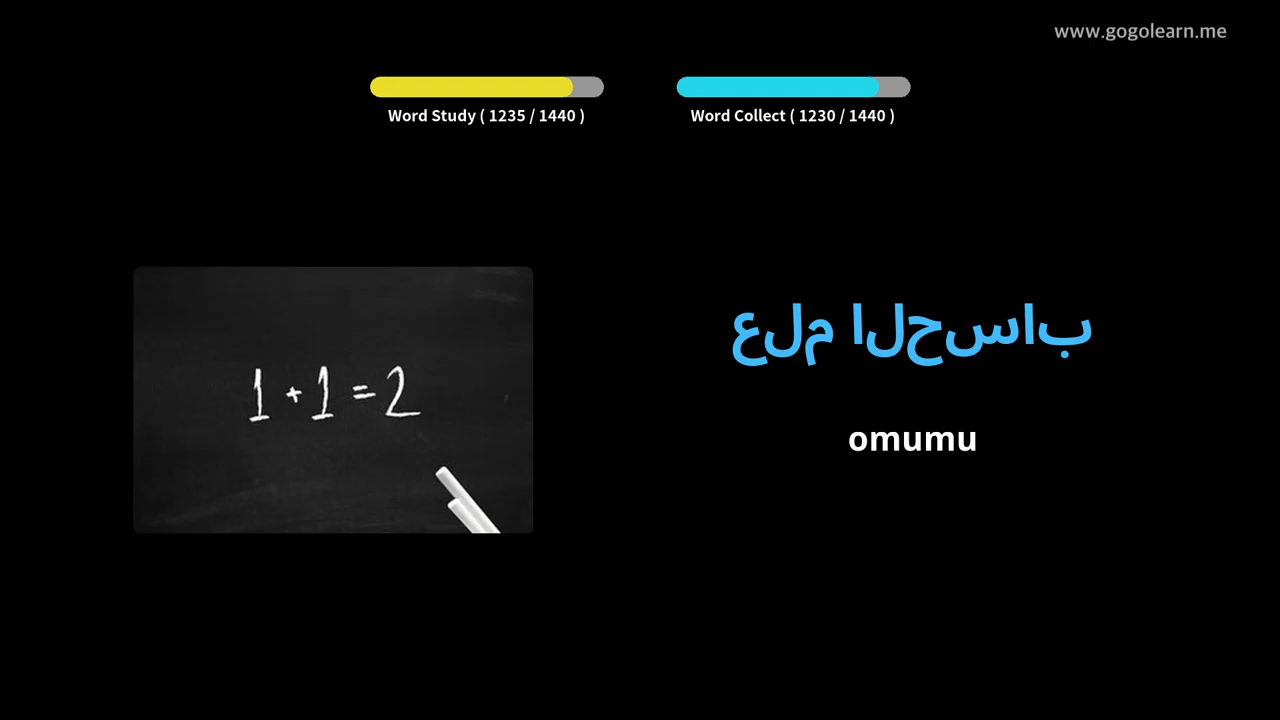 www.gogolearn.me
Word Study ( 1235 / 1440 )
Word Collect ( 1230 / 1440 )
1 + 1 = 2
علم الحساب
omumu